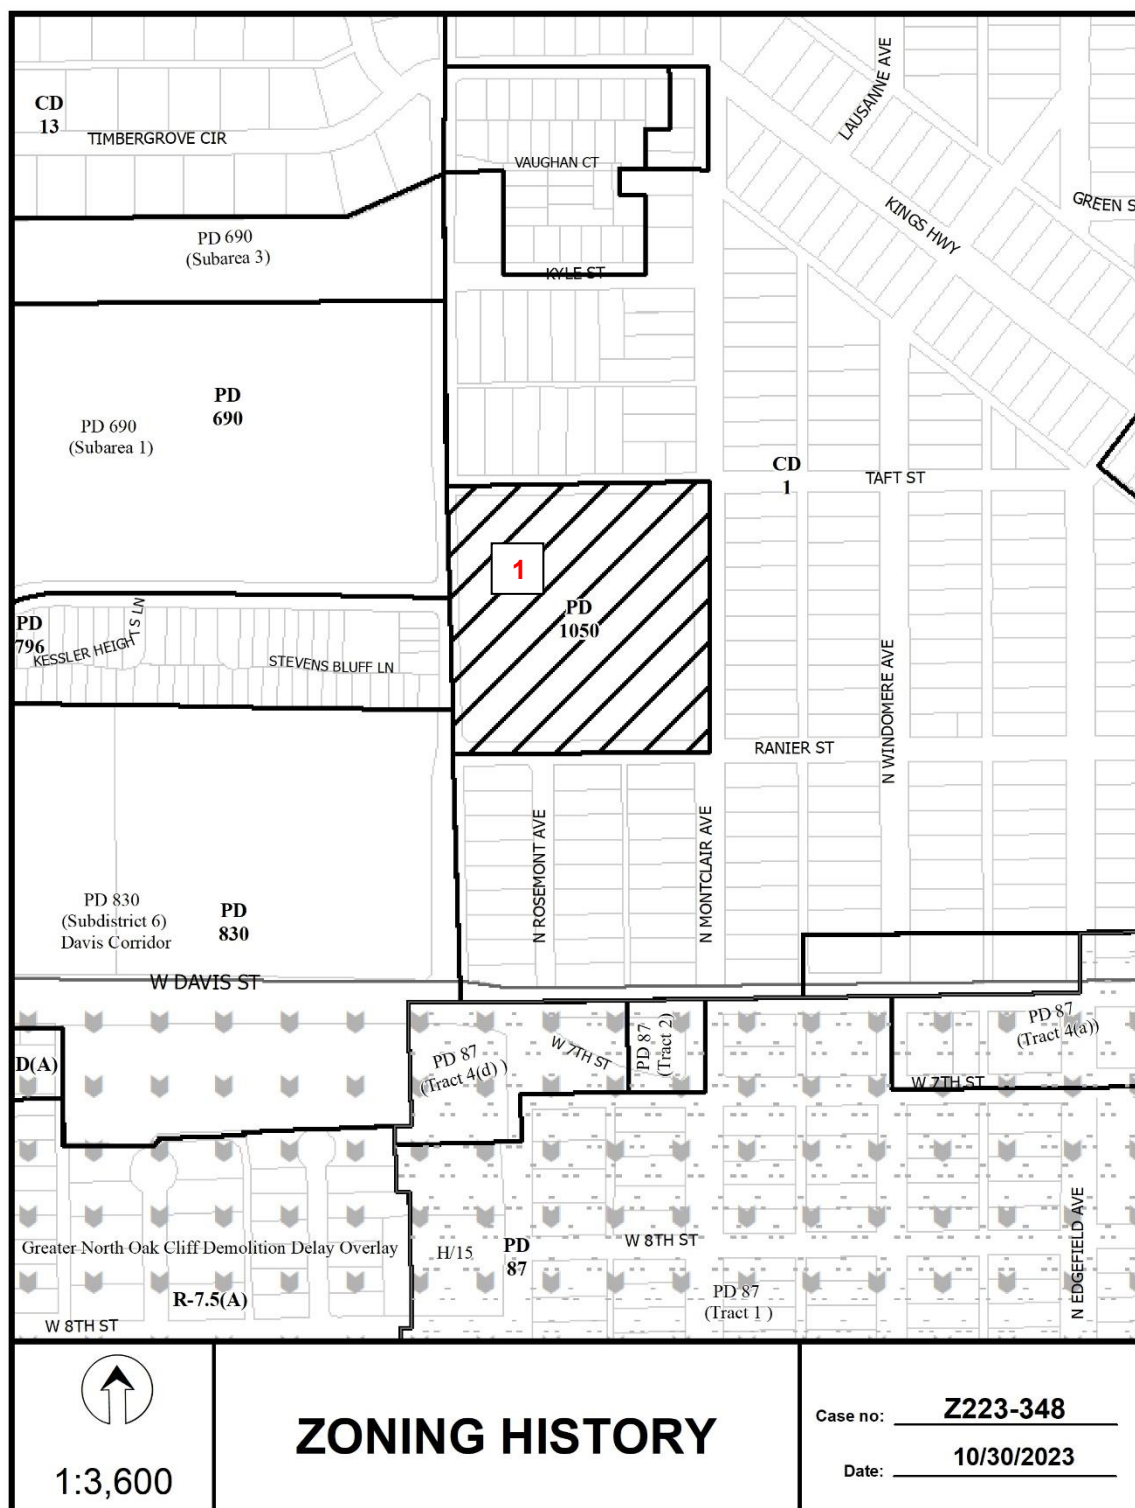 LAUSANNE AVE
CD
13
TIMBERGROVE CIR
VAUGHAN CT
GREEN S
KINGS HWY
PD 690
(Subarea 3)
KYLE ST
PD
690
PD 690
(Subarea 1)
CD
1
TAFT ST
1
PD
1050
PD
796
KESSLER HEIGHTS LN
STEVENS BLUFF LN
N WINDOMERE AVE
RANIER ST
N ROSEMONT AVE
N MONTCLAIR AVE
PD 830
(Subdistrict 6)
Davis Corridor
PD
830
W DAVIS ST
PD 87
(Tract 4(d) )
W 7TH ST
PD 87
(Tract 2)
PD 87
(Tract 4(a))
W 7TH ST
D(A)
N EDGEFIELD AVE
Greater North Oak Cliff Demolition Delay Overlay
H/15
PD
87
W 8TH ST
R-7.5(A)
PD 87
(Tract 1 )
W 8TH ST
1:3,600
ZONING HISTORY
Case no: Z223-348
Date: 10/30/2023